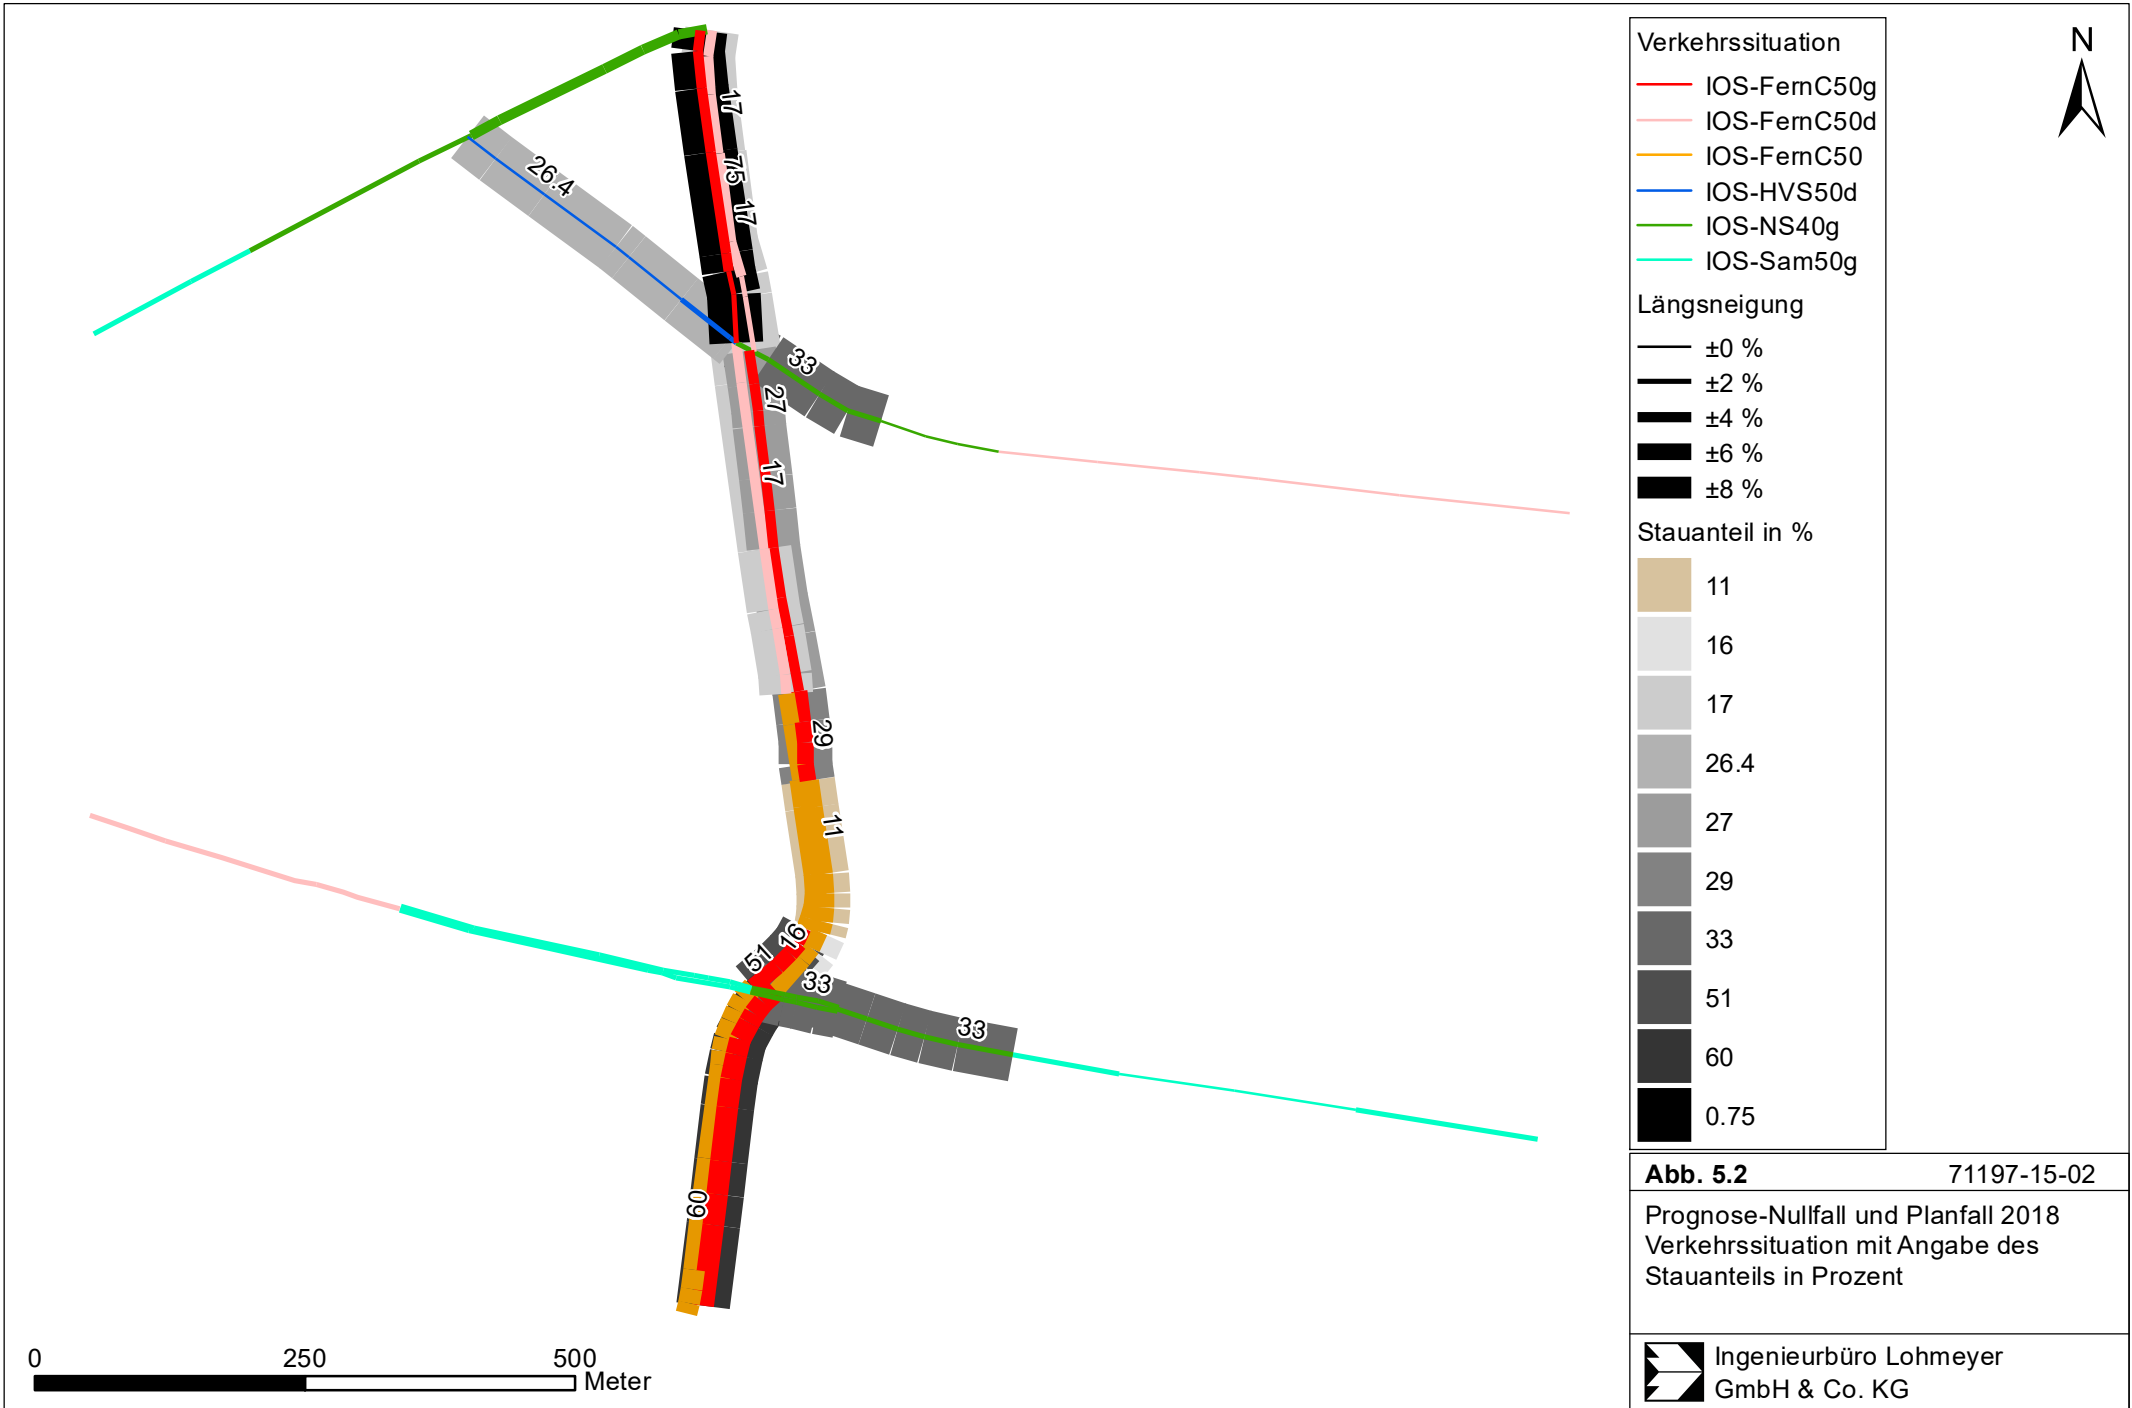 17
75
17
26.4
33
27
17
29
11
16
51
33
33
60
0
250
500
Meter
Verkehrssituation
IOS-FernC50g
IOS-FernC50d
IOS-FernC50
IOS-HVS50d
IOS-NS40g
IOS-Sam50g
Längsneigung
±0 %
±2 %
±4 %
±6 %
±8 %
Stauanteil in %
11
16
17
26.4
27
29
33
51
60
0.75
N
Abb. 5.2 71197-15-02
Prognose-Nullfall und Planfall 2018
Verkehrssituation mit Angabe des
Stauanteils in Prozent
Ingenieurbüro Lohmeyer
GmbH & Co. KG